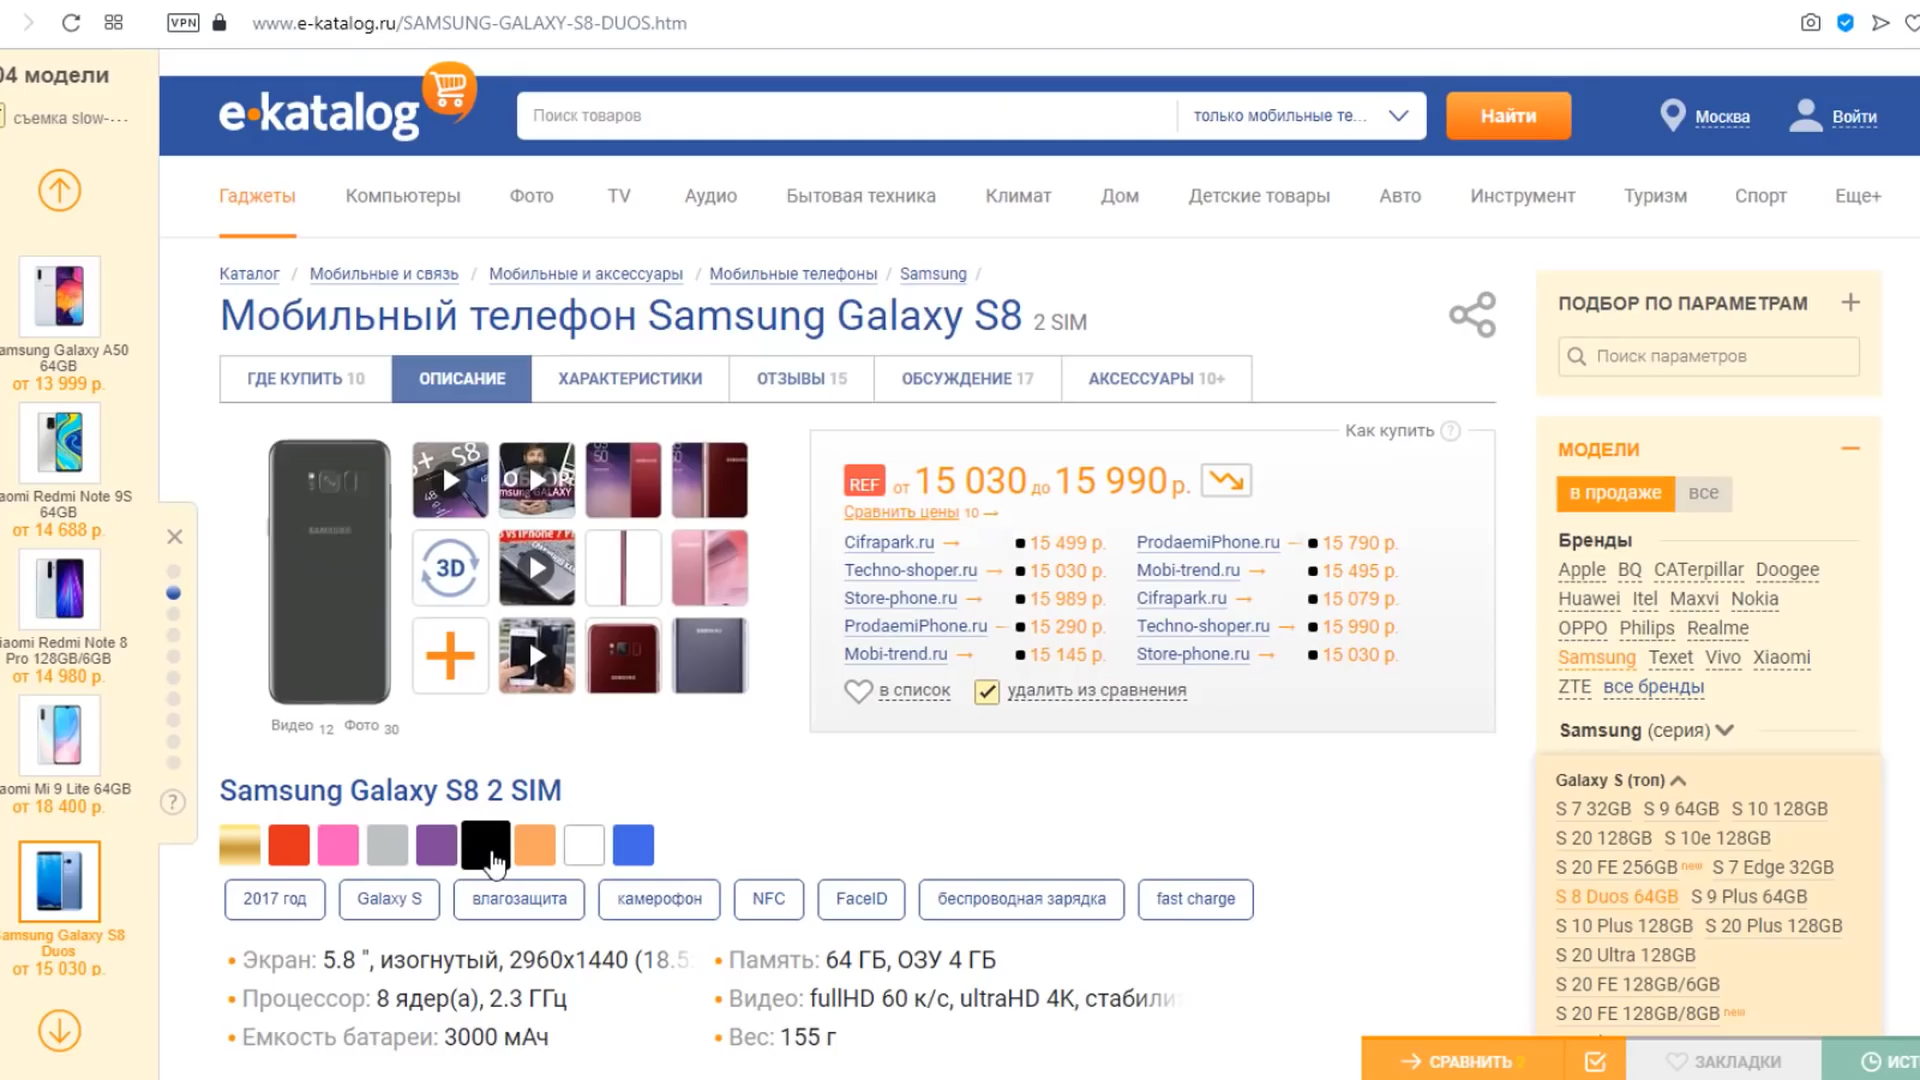 VPN
www.e-katalog.ru/SAMSUNG-GALAXY-S8-DUOS.htm
04 модели
съемка slow-...
amsung Galaxy A50
64GB
от 13 999 р.
aomi Redmi Note 9S
64GB
от 14 688 р.
iaomi Redmi Note 8
Pro 128GB/6GB
от 14 980 р.
aomi Mi 9 Lite 64GB
от 18 400 р.
amsung Galaxy S8
Duos
от 15 030 р.
?
e·katalog
Поиск товаров
только мобильные те...
Найти
Москва
Войти
Гаджеты Компьютеры Фото TV Аудио Бытовая техника Климат Дом Детские товары Авто Инструмент Туризм Спорт Еще+
Каталог / Мобильные и связь / Мобильные и аксессуары / Мобильные телефоны / Samsung /
Мобильный телефон Samsung Galaxy S8 2 SIM
ГДЕ КУПИТЬ 10 ОПИСАНИЕ ХАРАКТЕРИСТИКИ ОТЗЫВЫ 15 ОБСУЖДЕНИЕ 17 АКСЕССУАРЫ 10+
SAMSUNG
3D
Видео 12 Фото 30
Как купить ?
REF от 15 030 до 15 990 р.
Сравнить цены 10 →
Cifrapark.ru → 15 499 р. ProdaemiPhone.ru → 15 790 р.
Techno-shoper.ru → 15 030 р. Mobi-trend.ru → 15 495 р.
Store-phone.ru → 15 989 р. Cifrapark.ru → 15 079 р.
ProdaemiPhone.ru → 15 290 р. Techno-shoper.ru → 15 990 р.
Mobi-trend.ru → 15 145 р. Store-phone.ru → 15 030 р.
в список удалить из сравнения
Samsung Galaxy S8 2 SIM
2017 год Galaxy S влагозащита камерофон NFC FaceID беспроводная зарядка fast charge
• Экран: 5.8 ", изогнутый, 2960x1440 (18.5: • Память: 64 ГБ, ОЗУ 4 ГБ
• Процессор: 8 ядер(а), 2.3 ГГц • Видео: fullHD 60 к/с, ultraHD 4K, стабили
• Емкость батареи: 3000 мАч • Вес: 155 г
ПОДБОР ПО ПАРАМЕТРАМ +
Поиск параметров
МОДЕЛИ
в продаже все
Бренды
Apple BQ CATerpillar Doogee
Huawei Itel Maxvi Nokia
OPPO Philips Realme
Samsung Texet Vivo Xiaomi
ZTE все бренды
Samsung (серия)
Galaxy S (топ)
S 7 32GB S 9 64GB S 10 128GB
S 20 128GB S 10e 128GB
S 20 FE 256GB new S 7 Edge 32GB
S 8 Duos 64GB S 9 Plus 64GB
S 10 Plus 128GB S 20 Plus 128GB
S 20 Ultra 128GB
S 20 FE 128GB/6GB
S 20 FE 128GB/8GB new
→ СРАВНИТЬ 2
ЗАКЛАДКИ
ИСТ